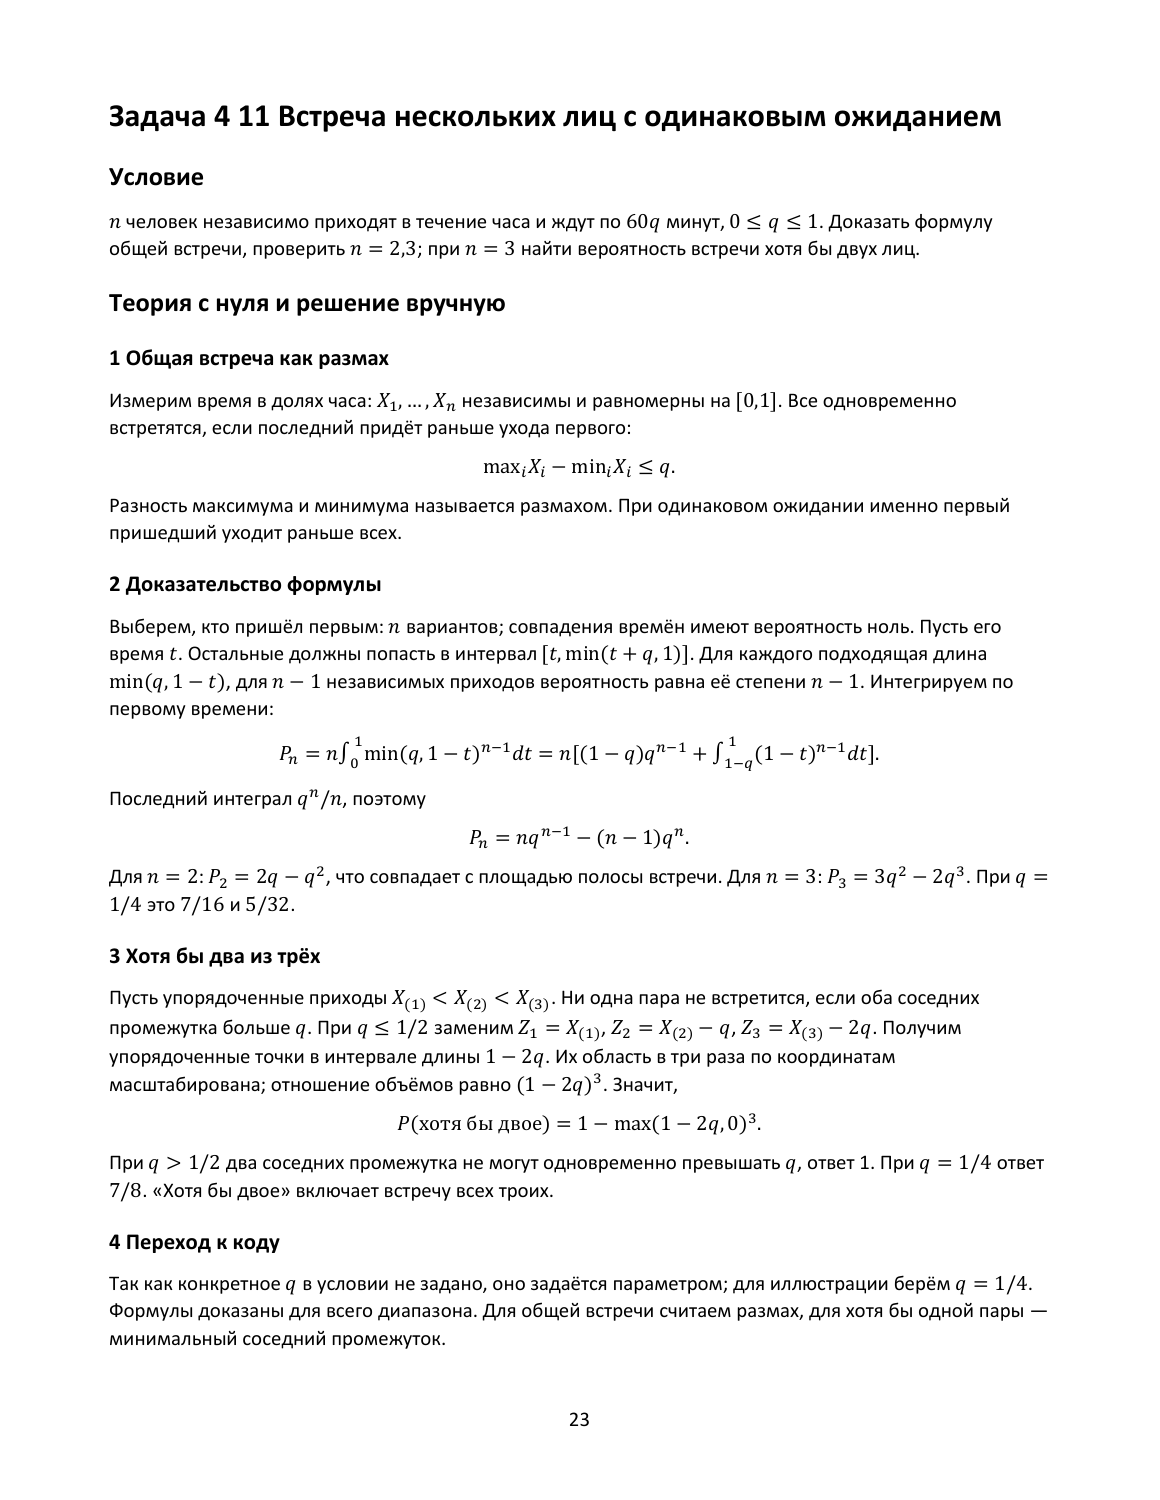 Задача 4 11 Встреча нескольких лиц с одинаковым ожиданием
Условие
n человек независимо приходят в течение часа и ждут по 60q минут, 0 ≤ q ≤ 1. Доказать формулу
общей встречи, проверить n = 2,3; при n = 3 найти вероятность встречи хотя бы двух лиц.
Теория с нуля и решение вручную
1 Общая встреча как размах
Измерим время в долях часа: X₁, … , Xₙ независимы и равномерны на [0,1]. Все одновременно
встретятся, если последний придёт раньше ухода первого:
maxᵢXᵢ − minᵢXᵢ ≤ q.
Разность максимума и минимума называется размахом. При одинаковом ожидании именно первый
пришедший уходит раньше всех.
2 Доказательство формулы
Выберем, кто пришёл первым: n вариантов; совпадения времён имеют вероятность ноль. Пусть его
время t. Остальные должны попасть в интервал [t, min(t + q, 1)]. Для каждого подходящая длина
min(q, 1 − t), для n − 1 независимых приходов вероятность равна её степени n − 1. Интегрируем по
первому времени:
Pₙ = n∫₀¹ min(q, 1 − t)ⁿ⁻¹dt = n[(1 − q)qⁿ⁻¹ + ∫_{1−q}^{1}(1 − t)ⁿ⁻¹dt].
Последний интеграл qⁿ/n, поэтому
Pₙ = nqⁿ⁻¹ − (n − 1)qⁿ.
Для n = 2: P₂ = 2q − q², что совпадает с площадью полосы встречи. Для n = 3: P₃ = 3q² − 2q³. При q =
1/4 это 7/16 и 5/32.
3 Хотя бы два из трёх
Пусть упорядоченные приходы X₍₁₎ < X₍₂₎ < X₍₃₎. Ни одна пара не встретится, если оба соседних
промежутка больше q. При q ≤ 1/2 заменим Z₁ = X₍₁₎, Z₂ = X₍₂₎ − q, Z₃ = X₍₃₎ − 2q. Получим
упорядоченные точки в интервале длины 1 − 2q. Их область в три раза по координатам
масштабирована; отношение объёмов равно (1 − 2q)³. Значит,
P(хотя бы двое) = 1 − max(1 − 2q, 0)³.
При q > 1/2 два соседних промежутка не могут одновременно превышать q, ответ 1. При q = 1/4 ответ
7/8. «Хотя бы двое» включает встречу всех троих.
4 Переход к коду
Так как конкретное q в условии не задано, оно задаётся параметром; для иллюстрации берём q = 1/4.
Формулы доказаны для всего диапазона. Для общей встречи считаем размах, для хотя бы одной пары —
минимальный соседний промежуток.
23